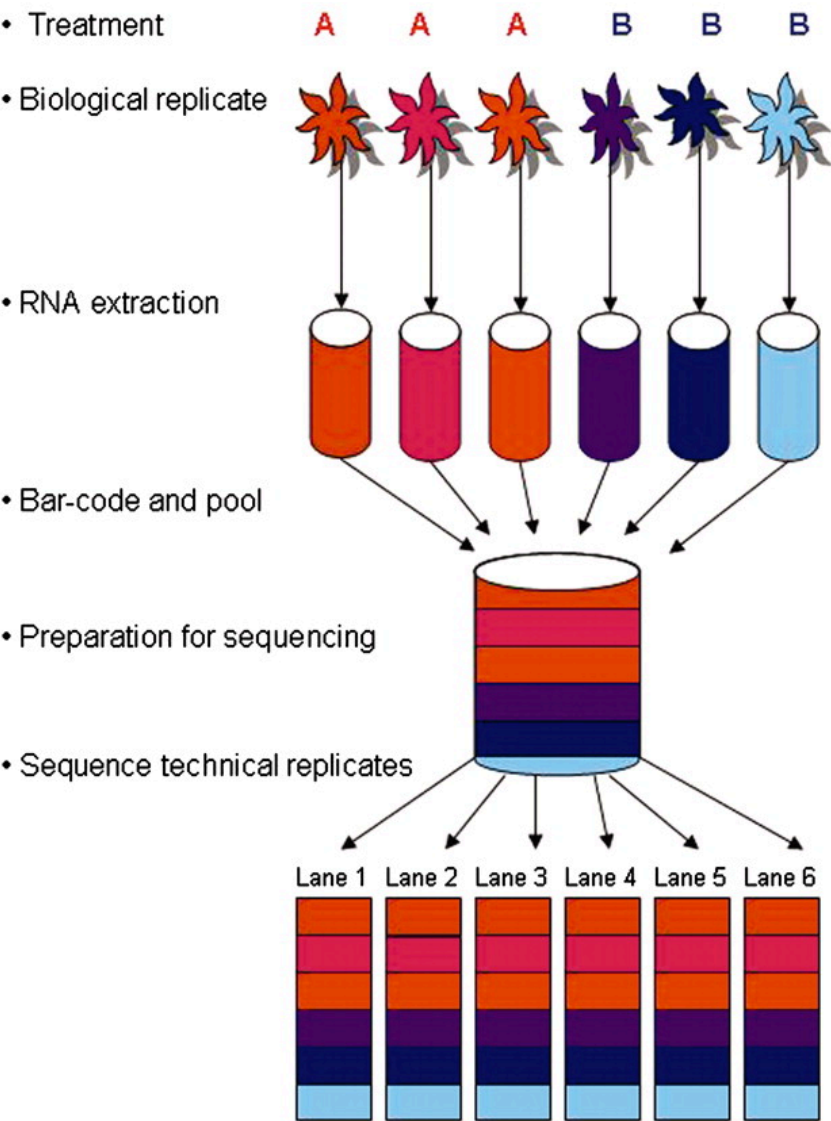 • Treatment A A A B B B
• Biological replicate
• RNA extraction
• Bar-code and pool
• Preparation for sequencing
• Sequence technical replicates
Lane 1 Lane 2 Lane 3 Lane 4 Lane 5 Lane 6